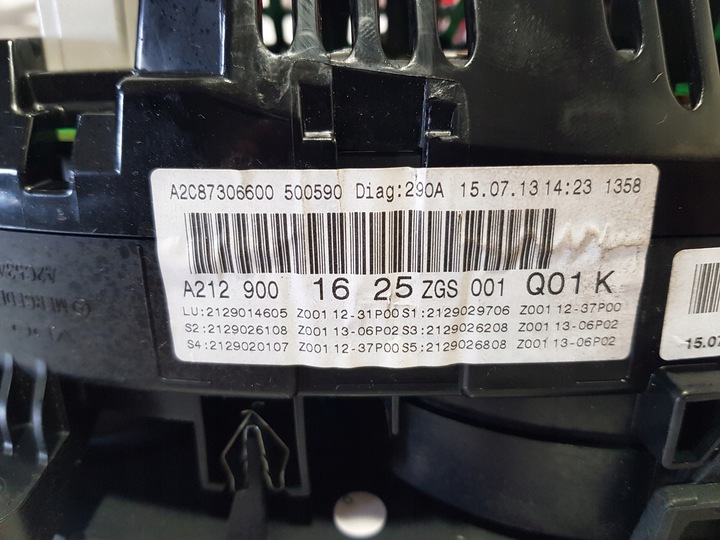 A2C87306600 500590 Diag:290A 15.07.13 14:23 1358
A212 900 16 25 ZGS 001 Q01 K
LU:2129014605 Z001 12-31P00 S1:2129029706 Z001 12-37P00
S2:2129026108 Z001 13-06P02 S3:2129026208 Z001 13-06P02
S4:2129020107 Z001 12-37P00 S5:2129026808 Z001 13-06P02
15.07